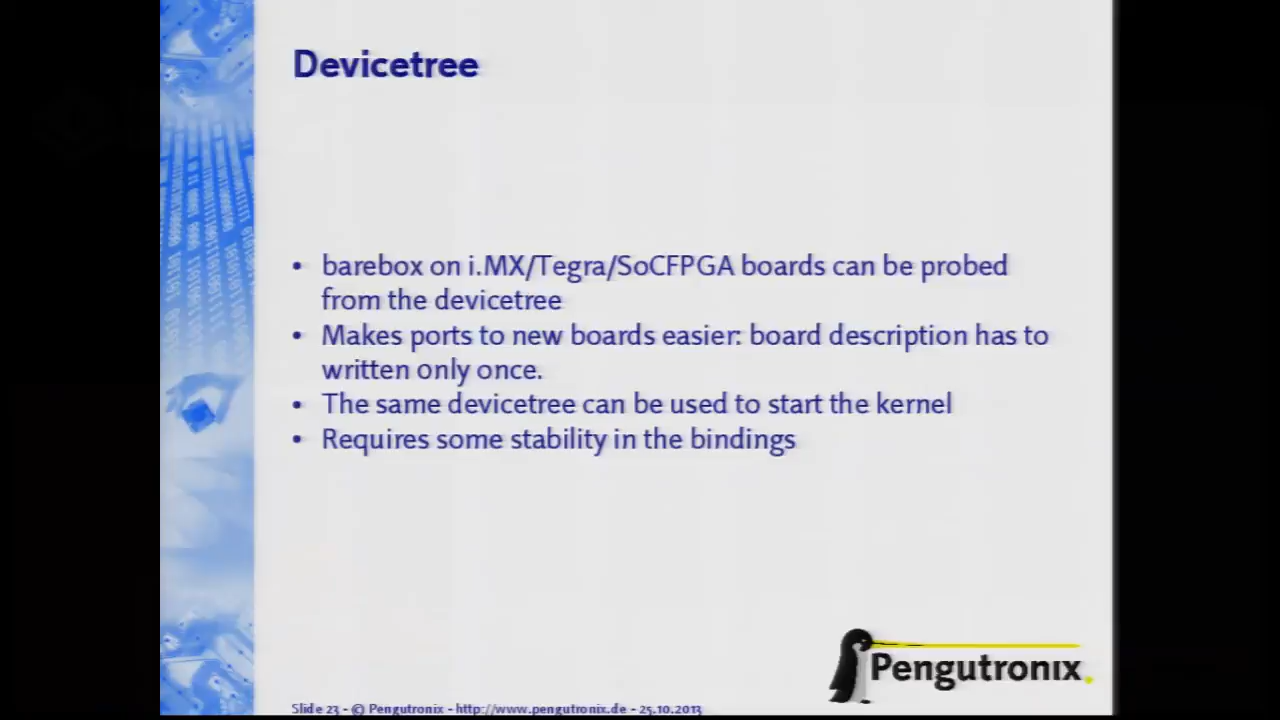 Devicetree
• barebox on i.MX/Tegra/SoCFPGA boards can be probed
from the devicetree
• Makes ports to new boards easier: board description has to
written only once.
• The same devicetree can be used to start the kernel
• Requires some stability in the bindings
Pengutronix
Slide 23 - © Pengutronix - http://www.pengutronix.de - 25.10.2013